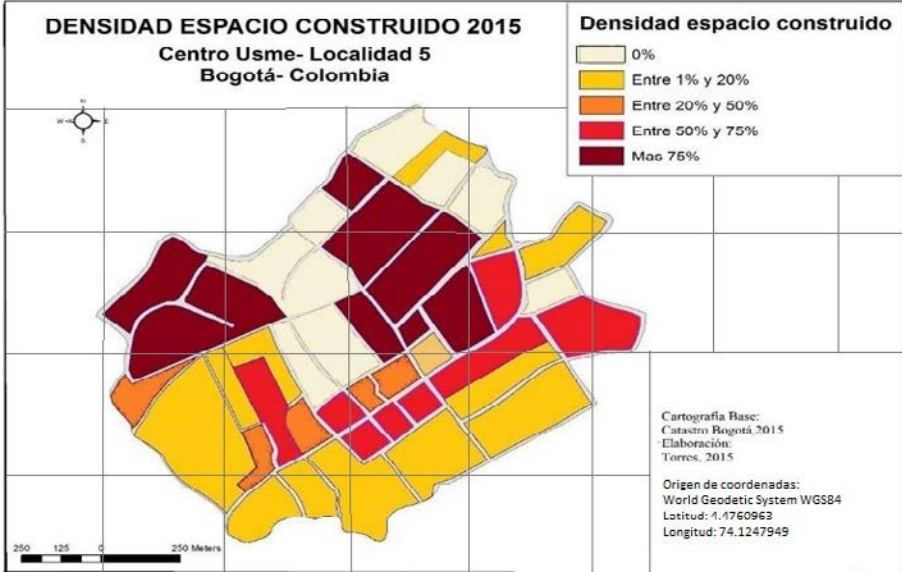 DENSIDAD ESPACIO CONSTRUIDO 2015
Centro Usme- Localidad 5
Bogotá- Colombia
Densidad espacio construido
0%
Entre 1% y 20%
Entre 20% y 50%
Entre 50% y 75%
Mas 75%
N
W
E
S
Cartografía Base:
Catastro Bogotá,2015
Elaboración:
Torres, 2015
Origen de coordenadas:
World Geodetic System WGS84
Latitud: 4.4760963
Longitud: 74.1247949
250 125 0 250 Meters